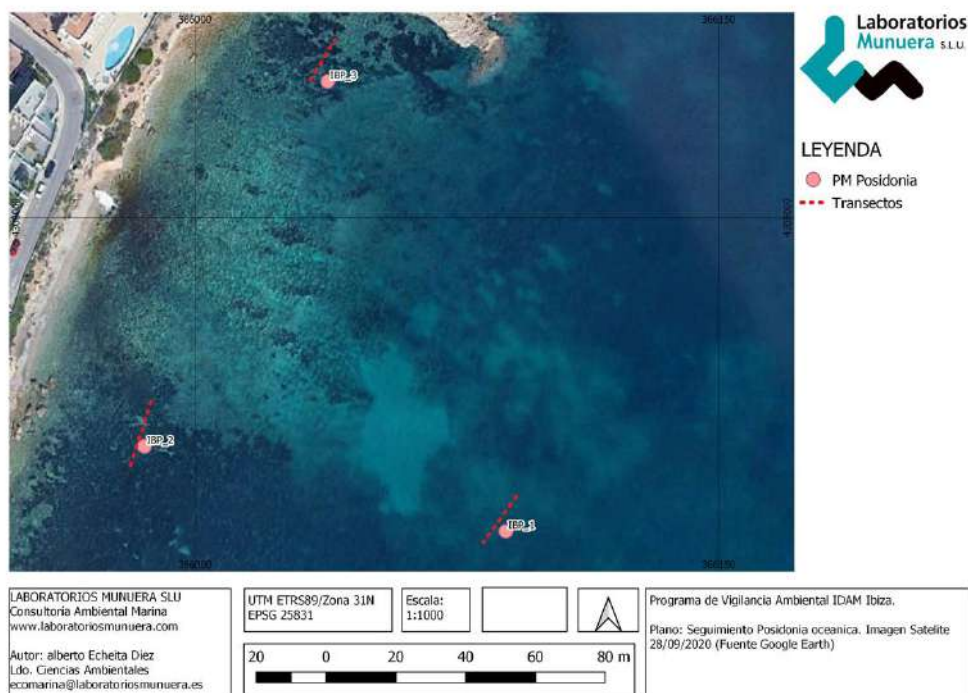 366000
366150
Laboratorios
Munuera S.L.U.
IBP_3
LEYENDA
PM Posidonia
Transectos
IBP_2
IBP_1
366000
366150
LABORATORIOS MUNUERA SLU
Consultoría Ambiental Marina
www.laboratoriosmunuera.com
Autor: alberto Echeita Diez
Ldo. Ciencias Ambientales
ecomarina@laboratoriosmunuera.es
UTM ETRS89/Zona 31N
EPSG 25831
Escala:
1:1000
20 0 20 40 60 80 m
Programa de Vigilancia Ambiental IDAM Ibiza.
Plano: Seguimiento Posidonia oceanica. Imagen Satelite
28/09/2020 (Fuente Google Earth)